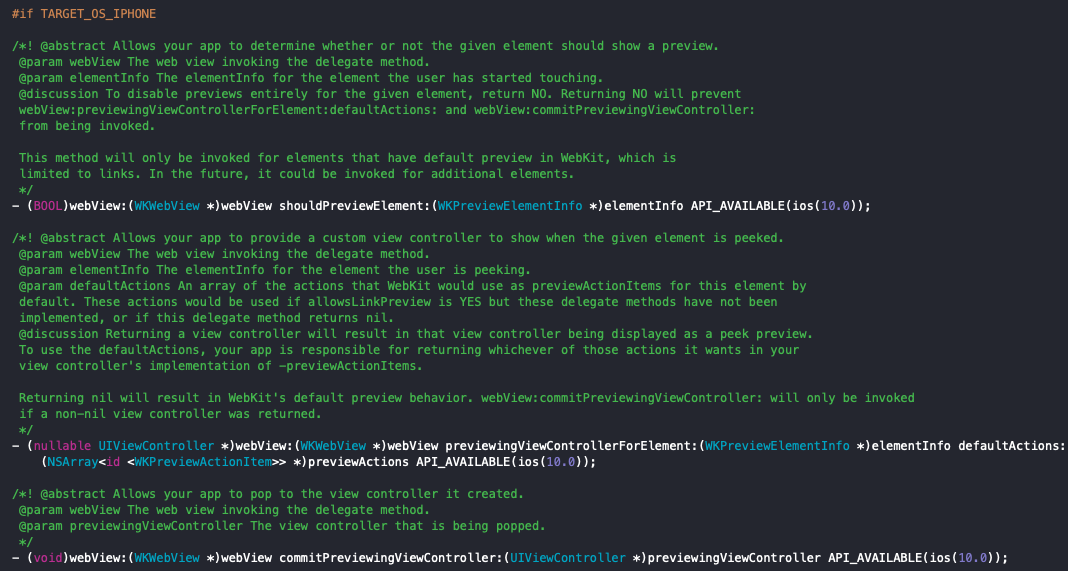 #if TARGET_OS_IPHONE
/*! @abstract Allows your app to determine whether or not the given element should show a preview.
@param webView The web view invoking the delegate method.
@param elementInfo The elementInfo for the element the user has started touching.
@discussion To disable previews entirely for the given element, return NO. Returning NO will prevent
webView:previewingViewControllerForElement:defaultActions: and webView:commitPreviewingViewController:
from being invoked.
This method will only be invoked for elements that have default preview in WebKit, which is
limited to links. In the future, it could be invoked for additional elements.
*/
- (BOOL)webView:(WKWebView *)webView shouldPreviewElement:(WKPreviewElementInfo *)elementInfo API_AVAILABLE(ios(10.0));
/*! @abstract Allows your app to provide a custom view controller to show when the given element is peeked.
@param webView The web view invoking the delegate method.
@param elementInfo The elementInfo for the element the user is peeking.
@param defaultActions An array of the actions that WebKit would use as previewActionItems for this element by
default. These actions would be used if allowsLinkPreview is YES but these delegate methods have not been
implemented, or if this delegate method returns nil.
@discussion Returning a view controller will result in that view controller being displayed as a peek preview.
To use the defaultActions, your app is responsible for returning whichever of those actions it wants in your
view controller's implementation of -previewActionItems.
Returning nil will result in WebKit's default preview behavior. webView:commitPreviewingViewController: will only be invoked
if a non-nil view controller was returned.
*/
- (nullable UIViewController *)webView:(WKWebView *)webView previewingViewControllerForElement:(WKPreviewElementInfo *)elementInfo defaultActions:
(NSArray<id <WKPreviewActionItem>> *)previewActions API_AVAILABLE(ios(10.0));
/*! @abstract Allows your app to pop to the view controller it created.
@param webView The web view invoking the delegate method.
@param previewingViewController The view controller that is being popped.
*/
- (void)webView:(WKWebView *)webView commitPreviewingViewController:(UIViewController *)previewingViewController API_AVAILABLE(ios(10.0));